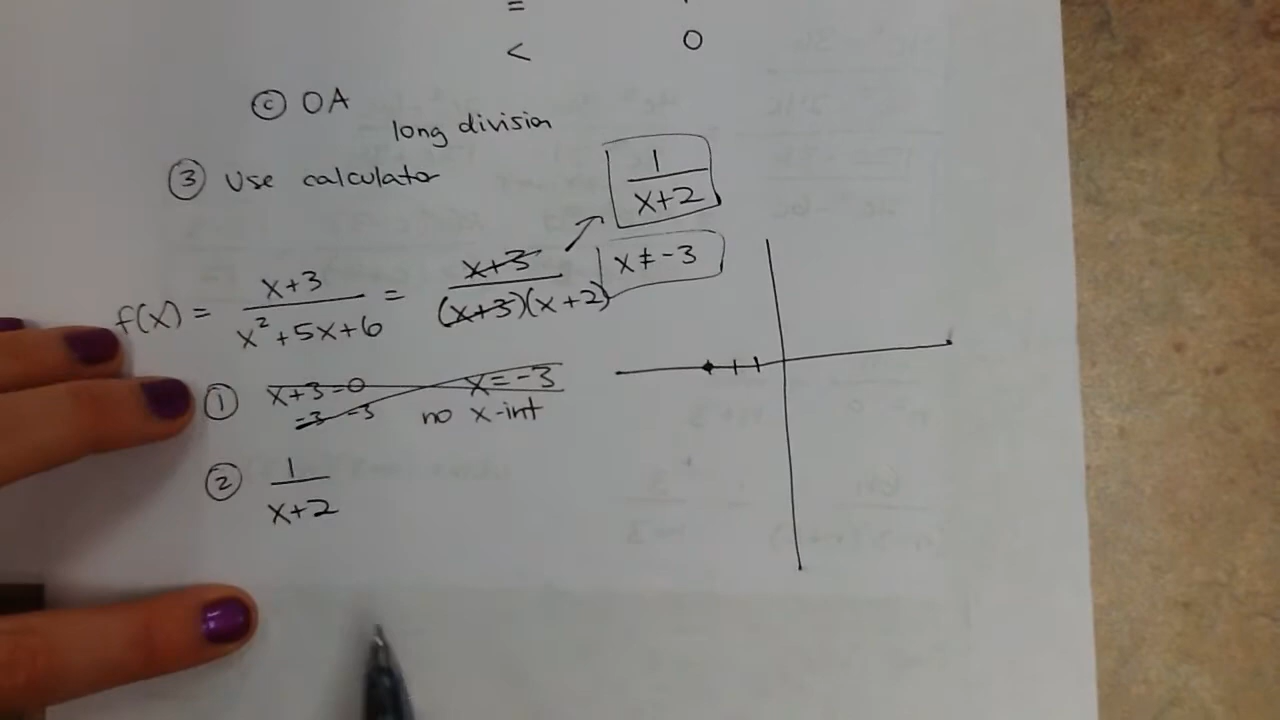 =
< 0
Ⓒ OA
long division
③ Use calculator
f(x) = x+3 / x²+5x+6 = x+3 / (x+3)(x+2) → 1 / x+2
x≠-3
① x+3=0 x=-3
-3 -3 no x-int
② 1 / x+2